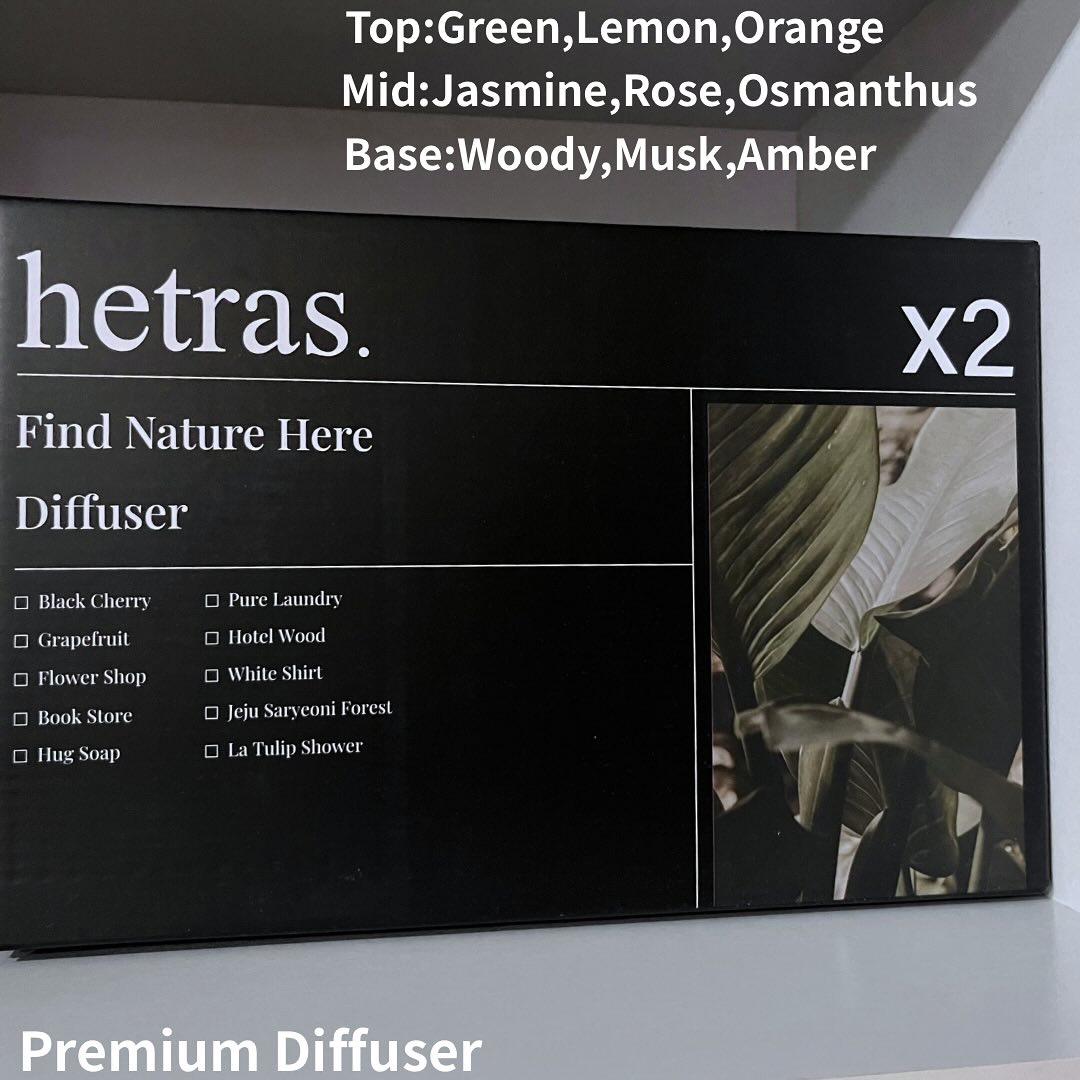 Top:Green,Lemon,Orange
Mid:Jasmine,Rose,Osmanthus
Base:Woody,Musk,Amber
hetras.
x2
Find Nature Here
Diffuser
☐ Black Cherry
☐ Grapefruit
☐ Flower Shop
☐ Book Store
☐ Hug Soap
☐ Pure Laundry
☐ Hotel Wood
☐ White Shirt
☐ Jeju Saryeoni Forest
☐ La Tulip Shower
Premium Diffuser